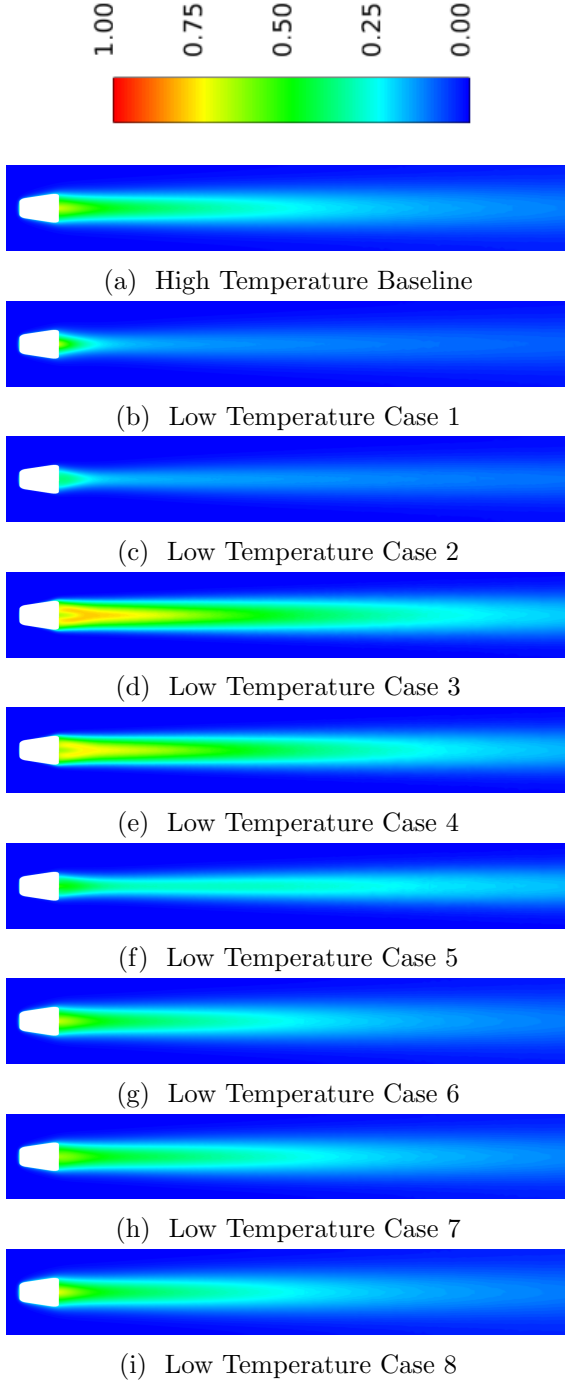 1.00 0.75 0.50 0.25 0.00
(a) High Temperature Baseline
(b) Low Temperature Case 1
(c) Low Temperature Case 2
(d) Low Temperature Case 3
(e) Low Temperature Case 4
(f) Low Temperature Case 5
(g) Low Temperature Case 6
(h) Low Temperature Case 7
(i) Low Temperature Case 8